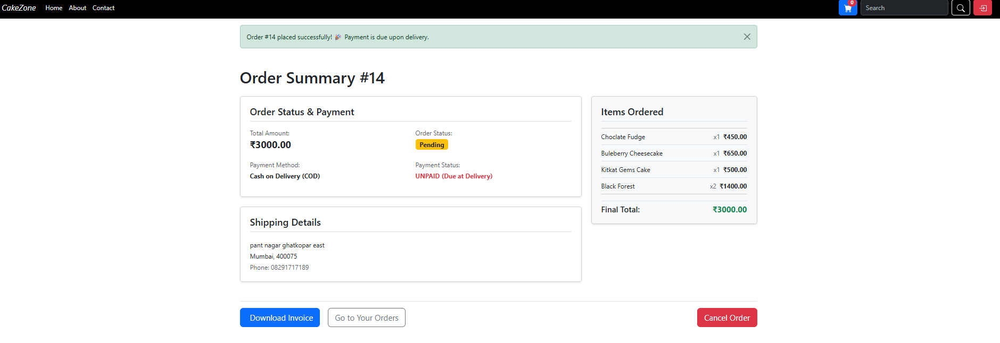 CakeZone Home About Contact 0 Search
Order #14 placed successfully! 🎉 Payment is due upon delivery.
Order Summary #14
Order Status & Payment
Total Amount: Order Status:
₹3000.00 Pending
Payment Method: Payment Status:
Cash on Delivery (COD) UNPAID (Due at Delivery)
Shipping Details
pant nagar ghatkopar east
Mumbai, 400075
Phone: 08291717189
Items Ordered
Choclate Fudge x1 ₹450.00
Buleberry Cheesecake x1 ₹650.00
Kitkat Gems Cake x1 ₹500.00
Black Forest x2 ₹1400.00
Final Total: ₹3000.00
Download Invoice Go to Your Orders Cancel Order